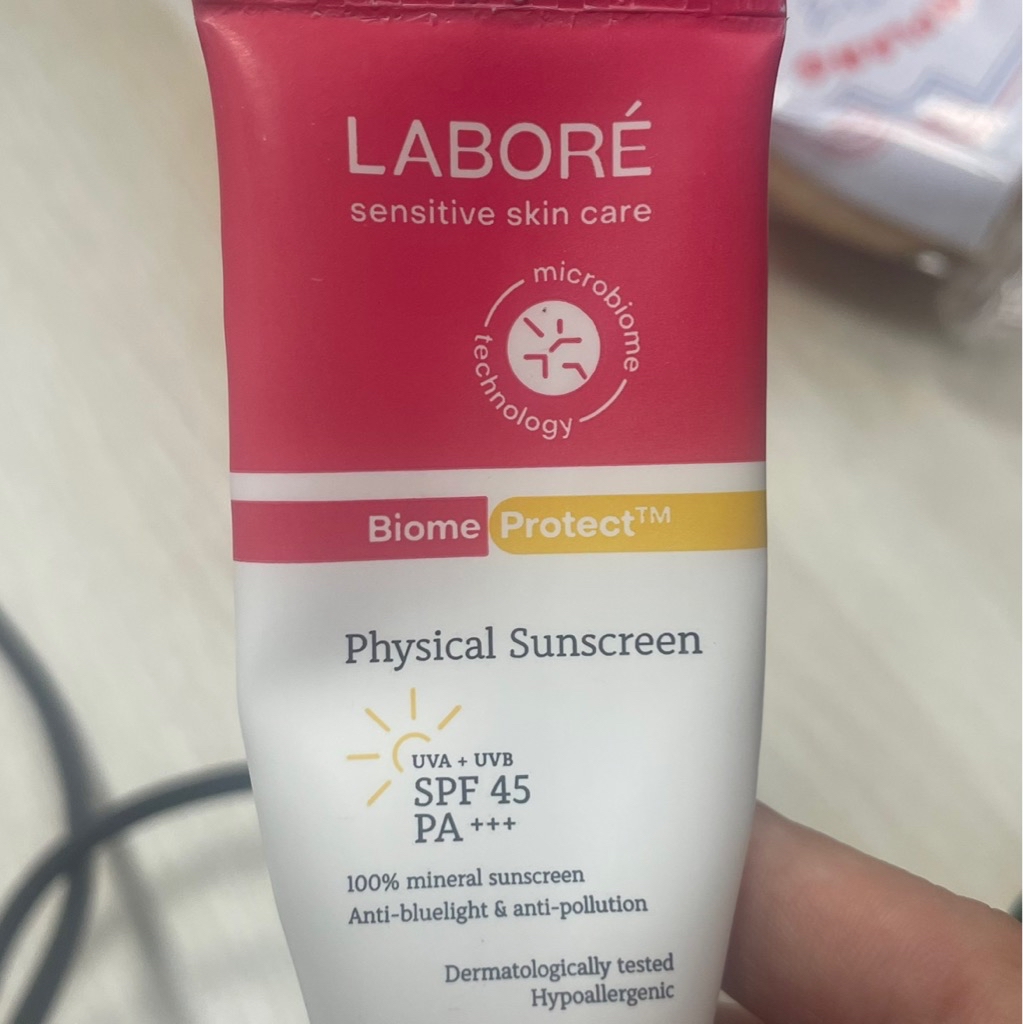 LABORÉ
sensitive skin care
microbiome
technology
Biome Protect™
Physical Sunscreen
UVA + UVB
SPF 45
PA +++
100% mineral sunscreen
Anti-bluelight & anti-pollution
Dermatologically tested
Hypoallergenic